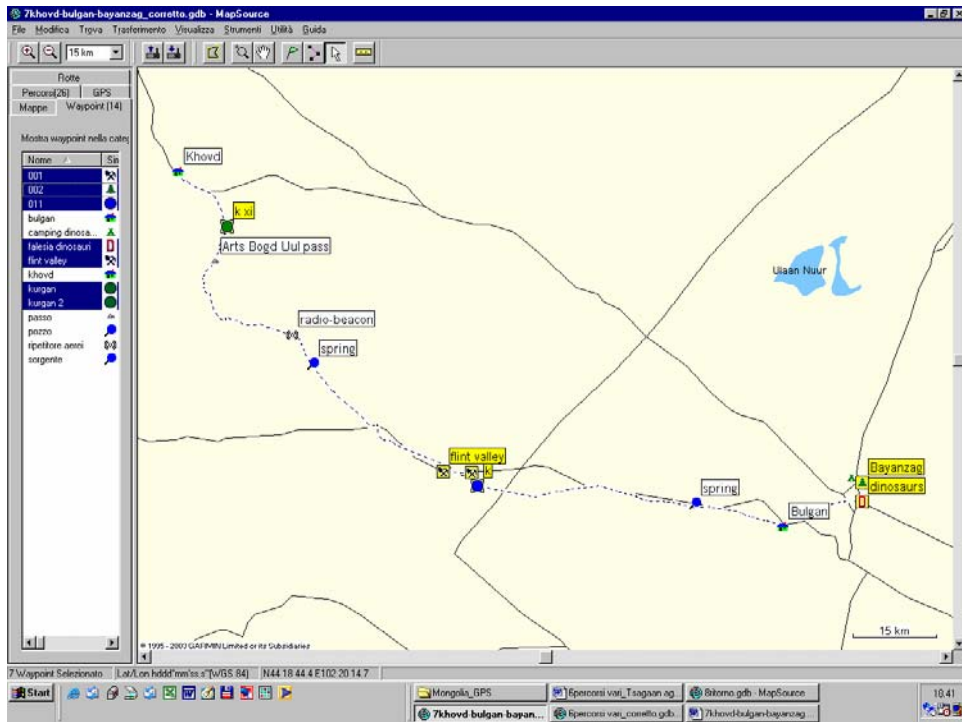 7khovd-bulgan-bayanzag_corretto.gdb - MapSource
File Modifica Trova Trasferimento Visualizza Strumenti Utilità Guida
15 km
Rotte
Percorsi(26) GPS
Mappe Waypoint (14)
Mostra waypoint nella categ
Nome Sim
001
002
011
bulgan
camping dinosa...
falesia dinosauri
flint valley
khovd
kurgan
kurgan 2
passo
pozzo
ripetitore aerei
sorgente
Khovd
k xi
Arts Bogd Uul pass
radio-beacon
spring
Ulaan Nuur
flint valley
k
Bayanzag
dinosaurs
spring
Bulgan
15 km
© 1995 - 2003 GARMIN Limited or its Subsidiaries
7 Waypoint Selezionato Lat/Lon hddd°mm'ss.s"(WGS 84) N44 18 44.4 E102 20 14.7
Start
Mongolia_GPS
6percorsi vari_Tsagaan ag...
8ritorno.gdb - MapSource
18.41
7khovd-bulgan-bayan...
6percorsi vari_corretto.gdb...
7khovd-bulgan-bayanzag...